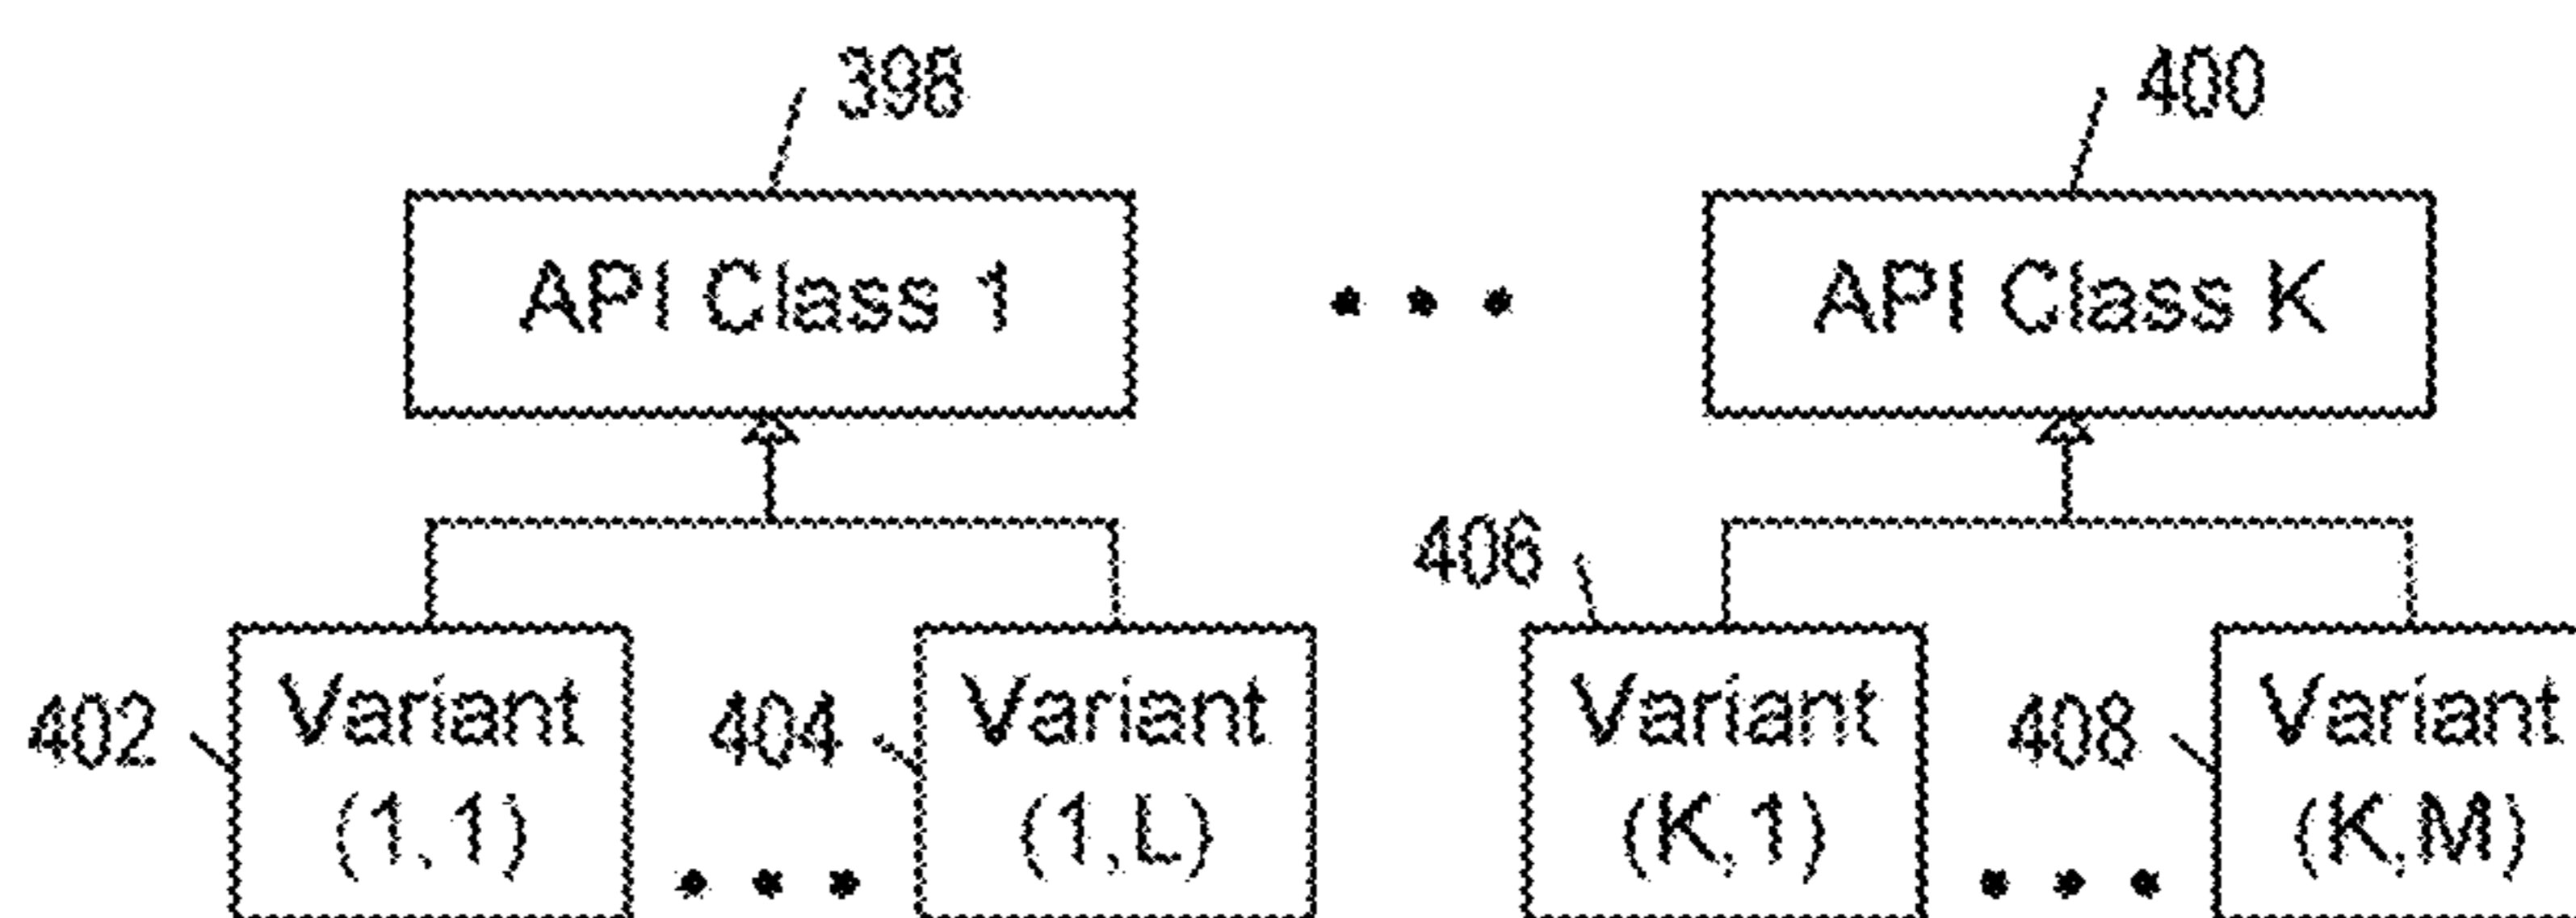 398
400
API Class 1
API Class K
406
402
Variant
(1,1)
404
Variant
(1,L)
Variant
(K,1)
408
Variant
(K,M)